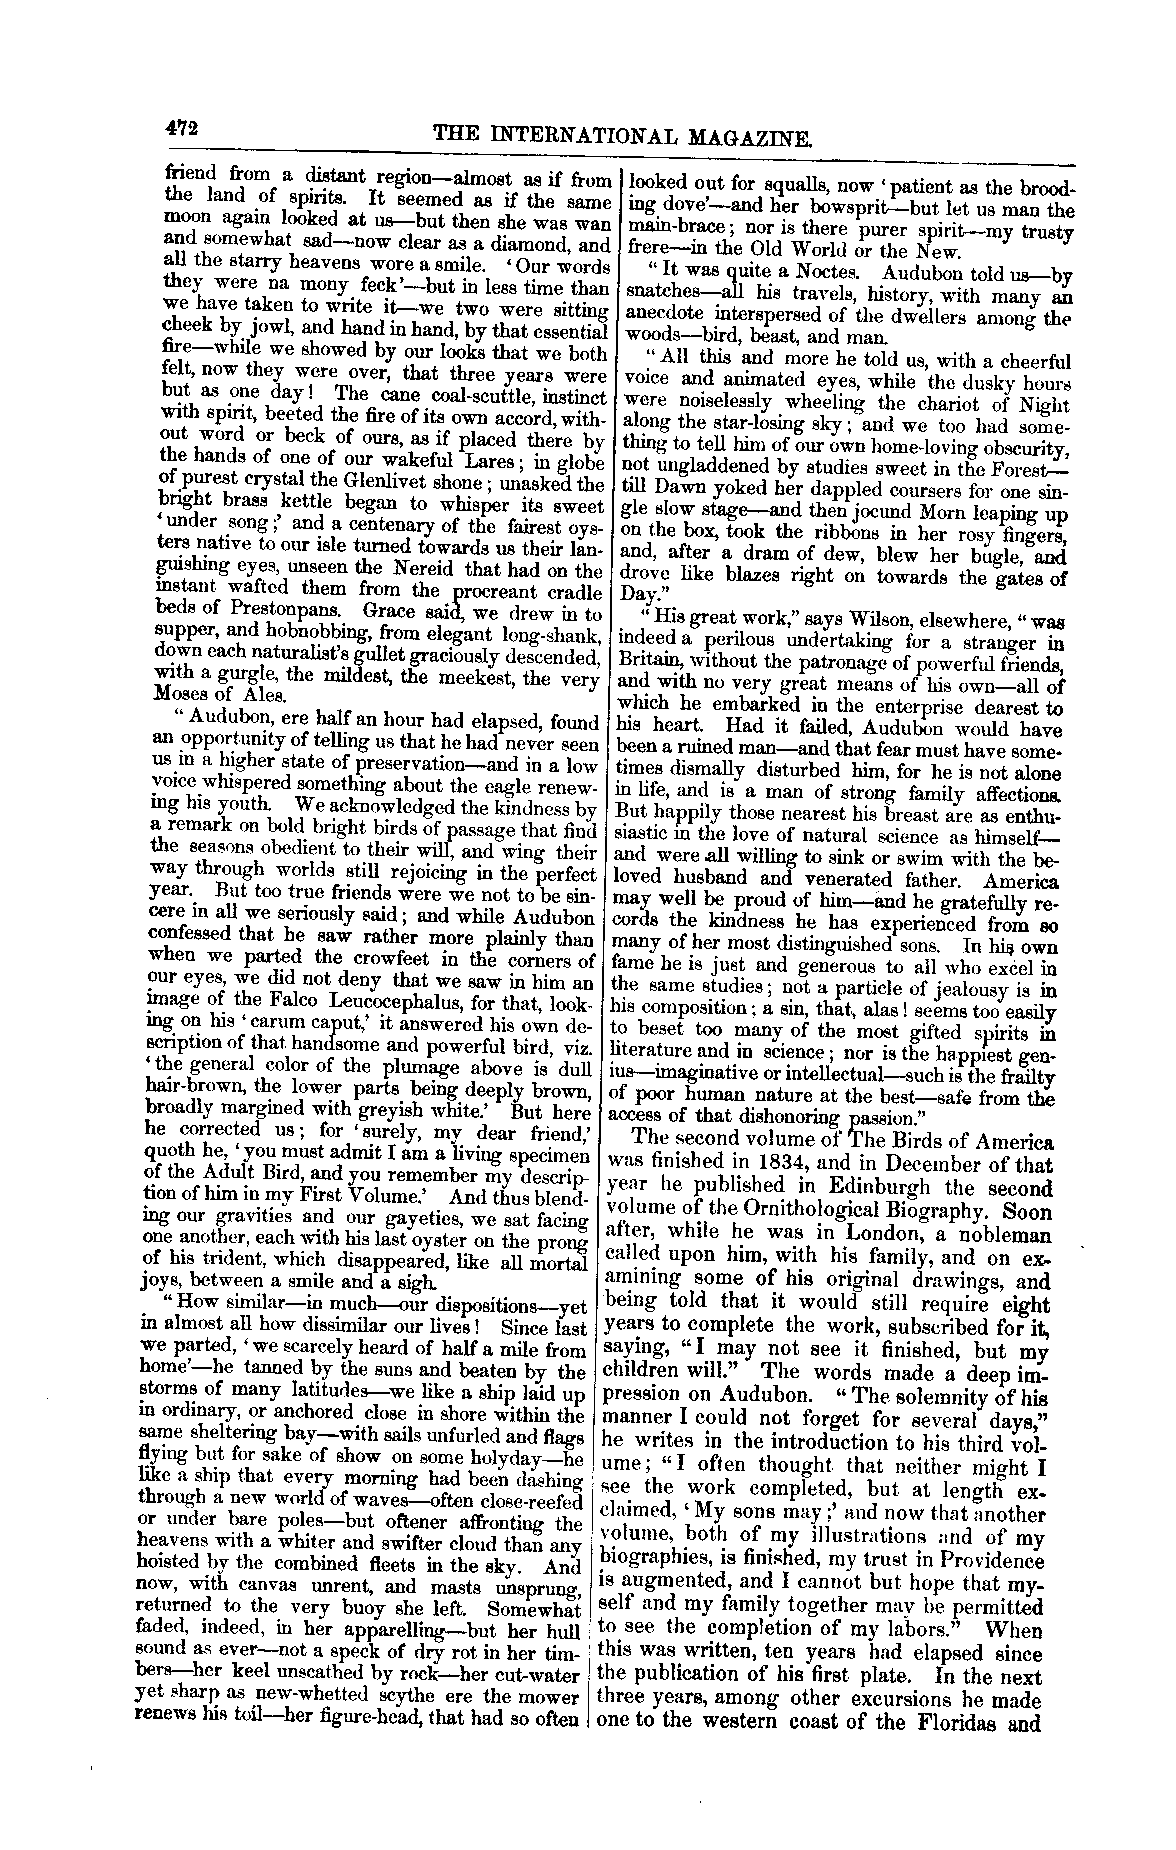 472
THE INTERNATIONAL MAGAZINE.
friend from a distant region—almost as if from
the land of spirits. It seemed as if the same
moon again looked at us—but then she was wan
and somewhat sad—now clear as a diamond, and
all the starry heavens wore a smile. ‘Our words
they were na mony feck’—but in less time than
we have taken to write it—we two were sitting
cheek by jowl, and hand in hand, by that essential
fire—while we showed by our looks that we both
felt, now they were over, that three years were
but as one day! The cane coal-scuttle, instinct
with spirit, beeted the fire of its own accord, with-
out word or beck of ours, as if placed there by
the hands of one of our wakeful Lares; in globe
of purest crystal the Glenlivet shone; unasked the
bright brass kettle began to whisper its sweet
‘under song;’ and a centenary of the fairest oys-
ters native to our isle turned towards us their lan-
guishing eyes, unseen the Nereid that had on the
instant wafted them from the procreant cradle
beds of Prestonpans. Grace said, we drew in to
supper, and hobnobbing, from elegant long-shank,
down each naturalist's gullet graciously descended,
with a gurgle, the mildest, the meekest, the very
Moses of Ales.
“Audubon, ere half an hour had elapsed, found
an opportunity of telling us that he had never seen
us in a higher state of preservation—and in a low
voice whispered something about the eagle renew-
ing his youth. We acknowledged the kindness by
a remark on bold bright birds of passage that find
the seasons obedient to their will, and wing their
way through worlds still rejoicing in the perfect
year. But too true friends were we not to be sin-
cere in all we seriously said; and while Audubon
confessed that he saw rather more plainly than
when we parted the crowfeet in the corners of
our eyes, we did not deny that we saw in him an
image of the Falco Leucocephalus, for that, look-
ing on his ‘carum caput,’ it answered his own de-
scription of that handsome and powerful bird, viz.
‘the general color of the plumage above is dull
hair-brown, the lower parts being deeply brown,
broadly margined with greyish white.’ But here
he corrected us; for ‘surely, my dear friend,’
quoth he, ‘you must admit I am a living specimen
of the Adult Bird, and you remember my descrip-
tion of him in my First Volume.’ And thus blend-
ing our gravities and our gayeties, we sat facing
one another, each with his last oyster on the prong
of his trident, which disappeared, like all mortal
joys, between a smile and a sigh.
“How similar—in much—our dispositions—yet
in almost all how dissimilar our lives! Since last
we parted, ‘we scarcely heard of half a mile from
home’—he tanned by the suns and beaten by the
storms of many latitudes—we like a ship laid up
in ordinary, or anchored close in shore within the
same sheltering bay—with sails unfurled and flags
flying but for sake of show on some holyday—he
like a ship that every morning had been dashing
through a new world of waves—often close-reefed
or under bare poles—but oftener affronting the
heavens with a whiter and swifter cloud than any
hoisted by the combined fleets in the sky. And
now, with canvas unrent, and masts unsprung,
returned to the very buoy she left. Somewhat
faded, indeed, in her apparelling—but her hull
sound as ever—not a speck of dry rot in her tim-
bers—her keel unscathed by rock—her cut-water
yet sharp as new-whetted scythe ere the mower
renews his toil—her figure-head, that had so often
looked out for squalls, now ‘patient as the brood-
ing dove’—and her bowsprit—but let us man the
main-brace; nor is there purer spirit—my trusty
frere—in the Old World or the New.
“It was quite a Noctes. Audubon told us—by
snatches—all his travels, history, with many an
anecdote interspersed of the dwellers among the
woods—bird, beast, and man.
“All this and more he told us, with a cheerful
voice and animated eyes, while the dusky hours
were noiselessly wheeling the chariot of Night
along the star-losing sky; and we too had some-
thing to tell him of our own home-loving obscurity,
not ungladdened by studies sweet in the Forest—
till Dawn yoked her dappled coursers for one sin-
gle slow stage—and then jocund Morn leaping up
on the box, took the ribbons in her rosy fingers,
and, after a dram of dew, blew her bugle, and
drove like blazes right on towards the gates of
Day.”
“His great work,” says Wilson, elsewhere, “was
indeed a perilous undertaking for a stranger in
Britain, without the patronage of powerful friends,
and with no very great means of his own—all of
which he embarked in the enterprise dearest to
his heart. Had it failed, Audubon would have
been a ruined man—and that fear must have some-
times dismally disturbed him, for he is not alone
in life, and is a man of strong family affections.
But happily those nearest his breast are as enthu-
siastic in the love of natural science as himself—
and were all willing to sink or swim with the be-
loved husband and venerated father. America
may well be proud of him—and he gratefully re-
cords the kindness he has experienced from so
many of her most distinguished sons. In his own
fame he is just and generous to all who excel in
the same studies; not a particle of jealousy is in
his composition; a sin, that, alas! seems too easily
to beset too many of the most gifted spirits in
literature and in science; nor is the happiest gen-
ius—imaginative or intellectual—such is the frailty
of poor human nature at the best—safe from the
access of that dishonoring passion.”
The second volume of The Birds of America
was finished in 1834, and in December of that
year he published in Edinburgh the second
volume of the Ornithological Biography. Soon
after, while he was in London, a nobleman
called upon him, with his family, and on ex-
amining some of his original drawings, and
being told that it would still require eight
years to complete the work, subscribed for it,
saying, “I may not see it finished, but my
children will.” The words made a deep im-
pression on Audubon. “The solemnity of his
manner I could not forget for several days,”
he writes in the introduction to his third vol-
ume; “I often thought that neither might I
see the work completed, but at length ex-
claimed, ‘My sons may;’ and now that another
volume, both of my illustrations and of my
biographies, is finished, my trust in Providence
is augmented, and I cannot but hope that my-
self and my family together may be permitted
to see the completion of my labors.” When
this was written, ten years had elapsed since
the publication of his first plate. In the next
three years, among other excursions he made
one to the western coast of the Floridas and